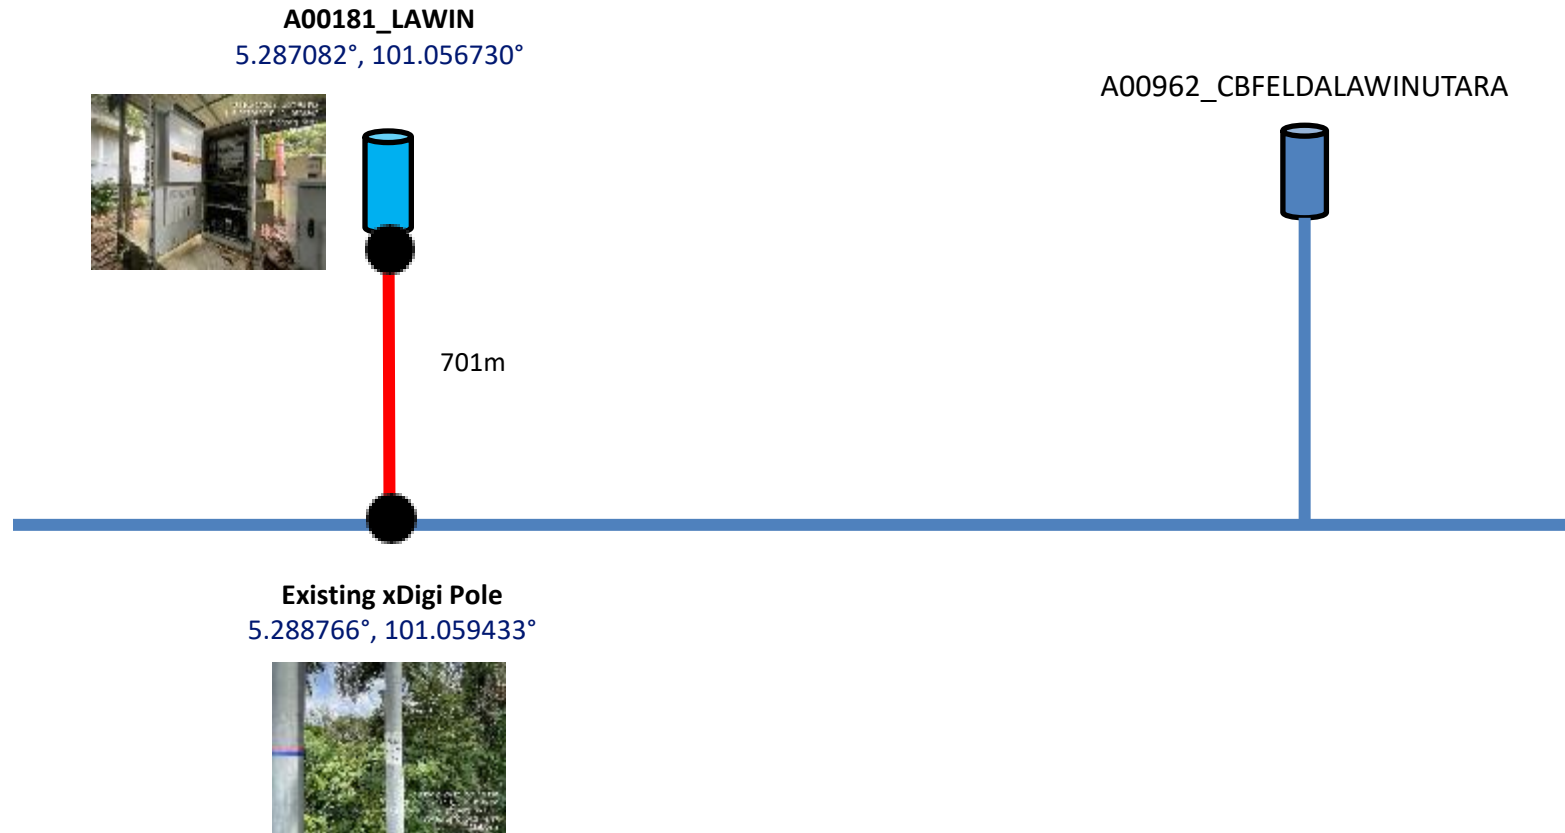 A00181_LAWIN
5.287082°, 101.056730°
A00962_CBFELDALAWINUTARA
701m
Existing xDigi Pole
5.288766°, 101.059433°